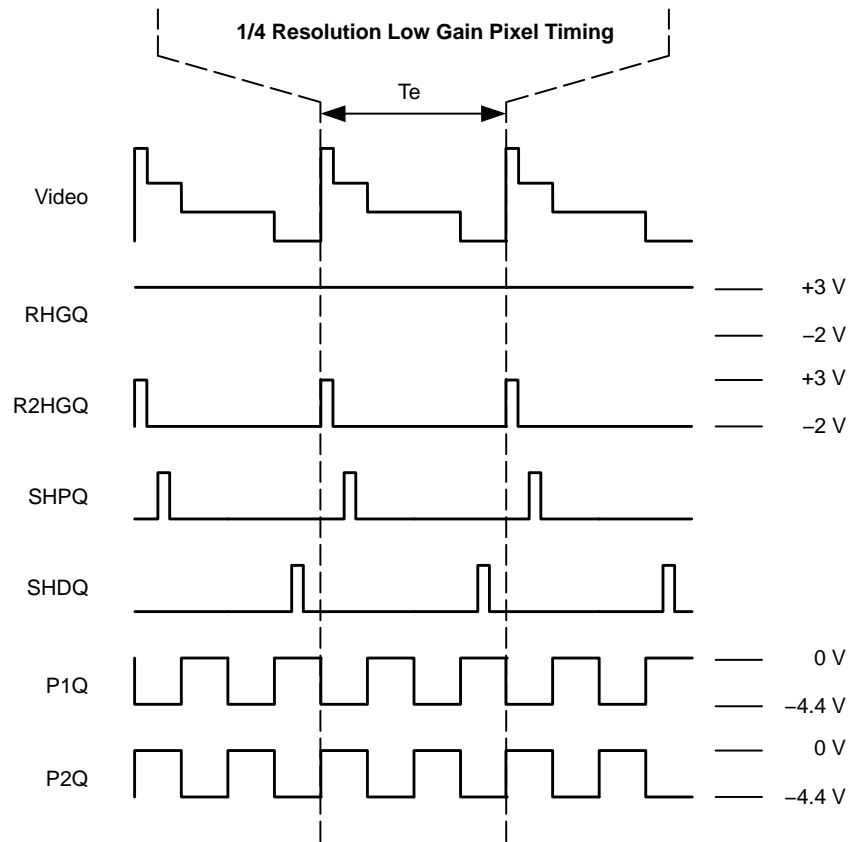 1/4 Resolution Low Gain Pixel Timing
Te
Video
RHGQ
+3 V
–2 V
R2HGQ
+3 V
–2 V
SHPQ
SHDQ
P1Q
0 V
–4.4 V
P2Q
0 V
–4.4 V